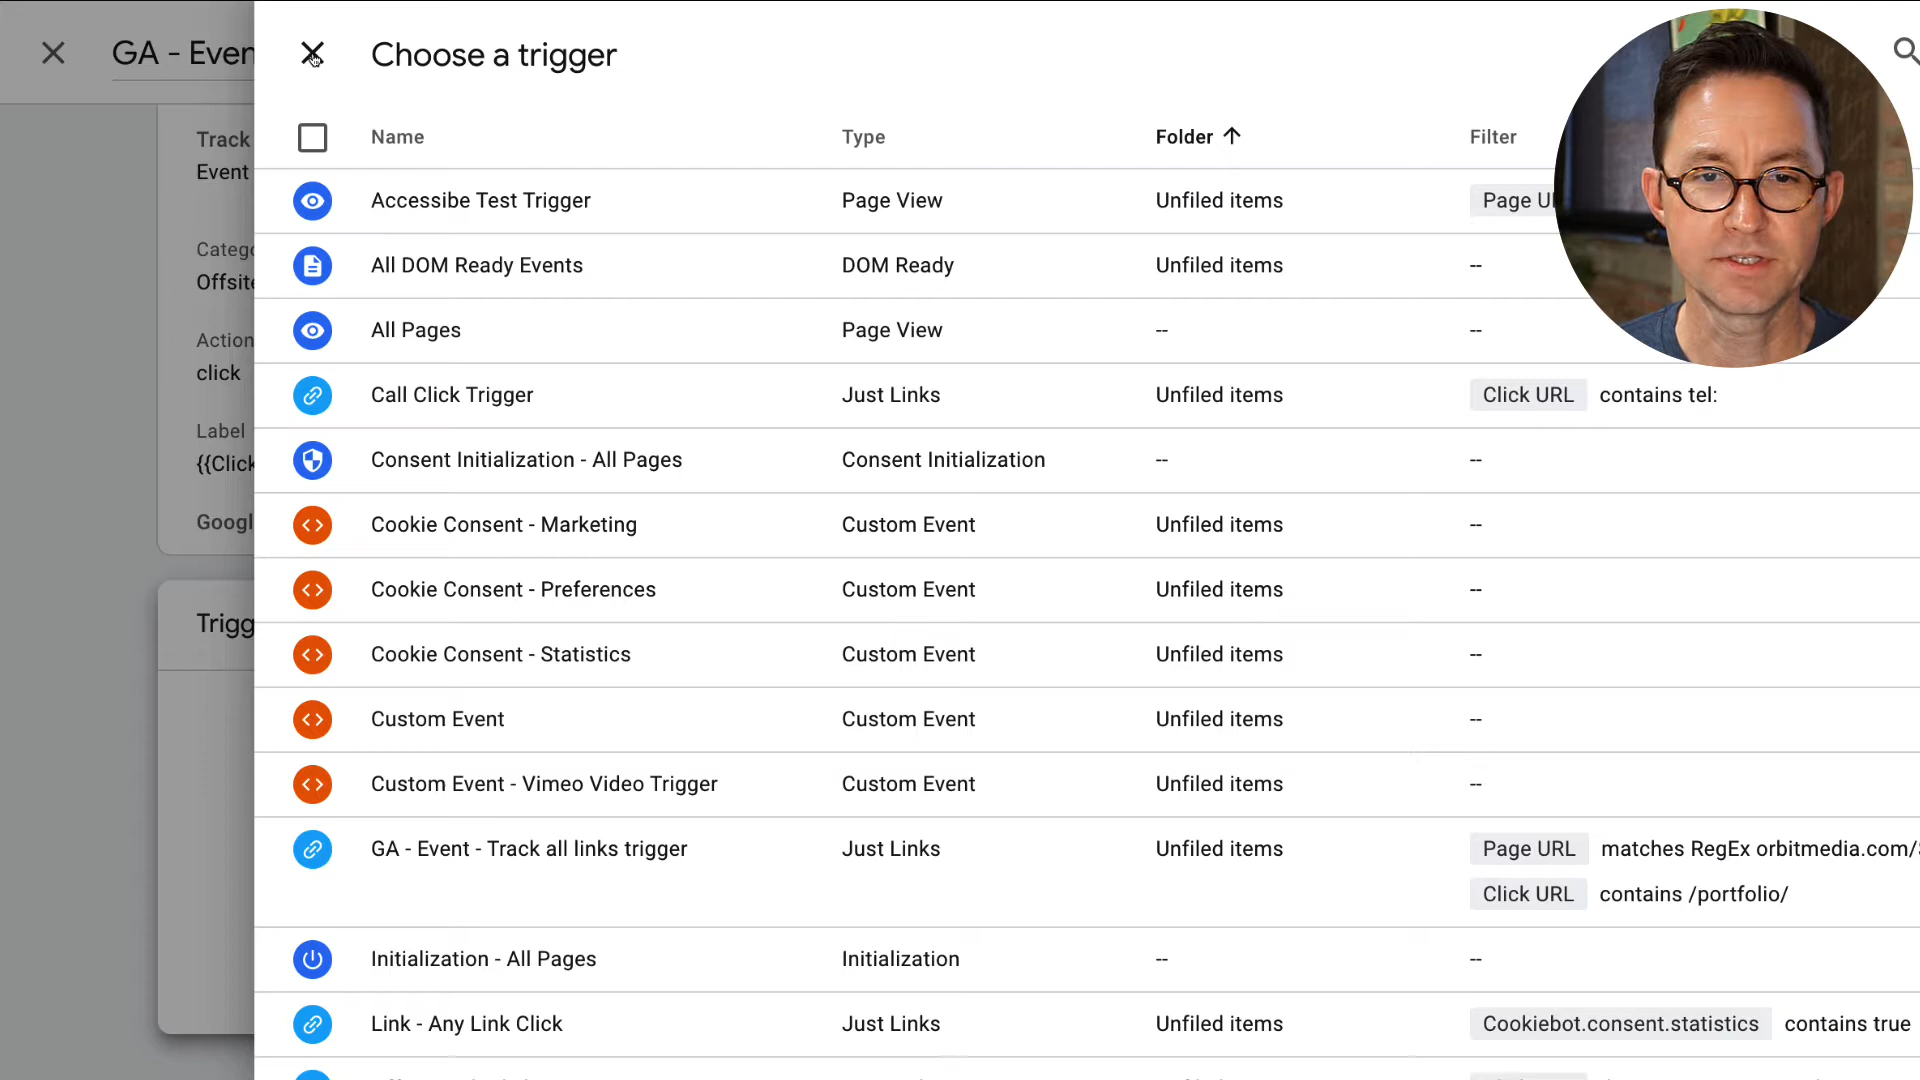 GA - Even
Choose a trigger
Track
Event
Categ
Offsite
Action
click
Label
{{Click
Googl
Trigg
Name Type Folder Filter
Accessibe Test Trigger Page View Unfiled items Page U
All DOM Ready Events DOM Ready Unfiled items --
All Pages Page View -- --
Call Click Trigger Just Links Unfiled items Click URL contains tel:
Consent Initialization - All Pages Consent Initialization -- --
Cookie Consent - Marketing Custom Event Unfiled items --
Cookie Consent - Preferences Custom Event Unfiled items --
Cookie Consent - Statistics Custom Event Unfiled items --
Custom Event Custom Event Unfiled items --
Custom Event - Vimeo Video Trigger Custom Event Unfiled items --
GA - Event - Track all links trigger Just Links Unfiled items Page URL matches RegEx orbitmedia.com/
Click URL contains /portfolio/
Initialization - All Pages Initialization -- --
Link - Any Link Click Just Links Unfiled items Cookiebot.consent.statistics contains true